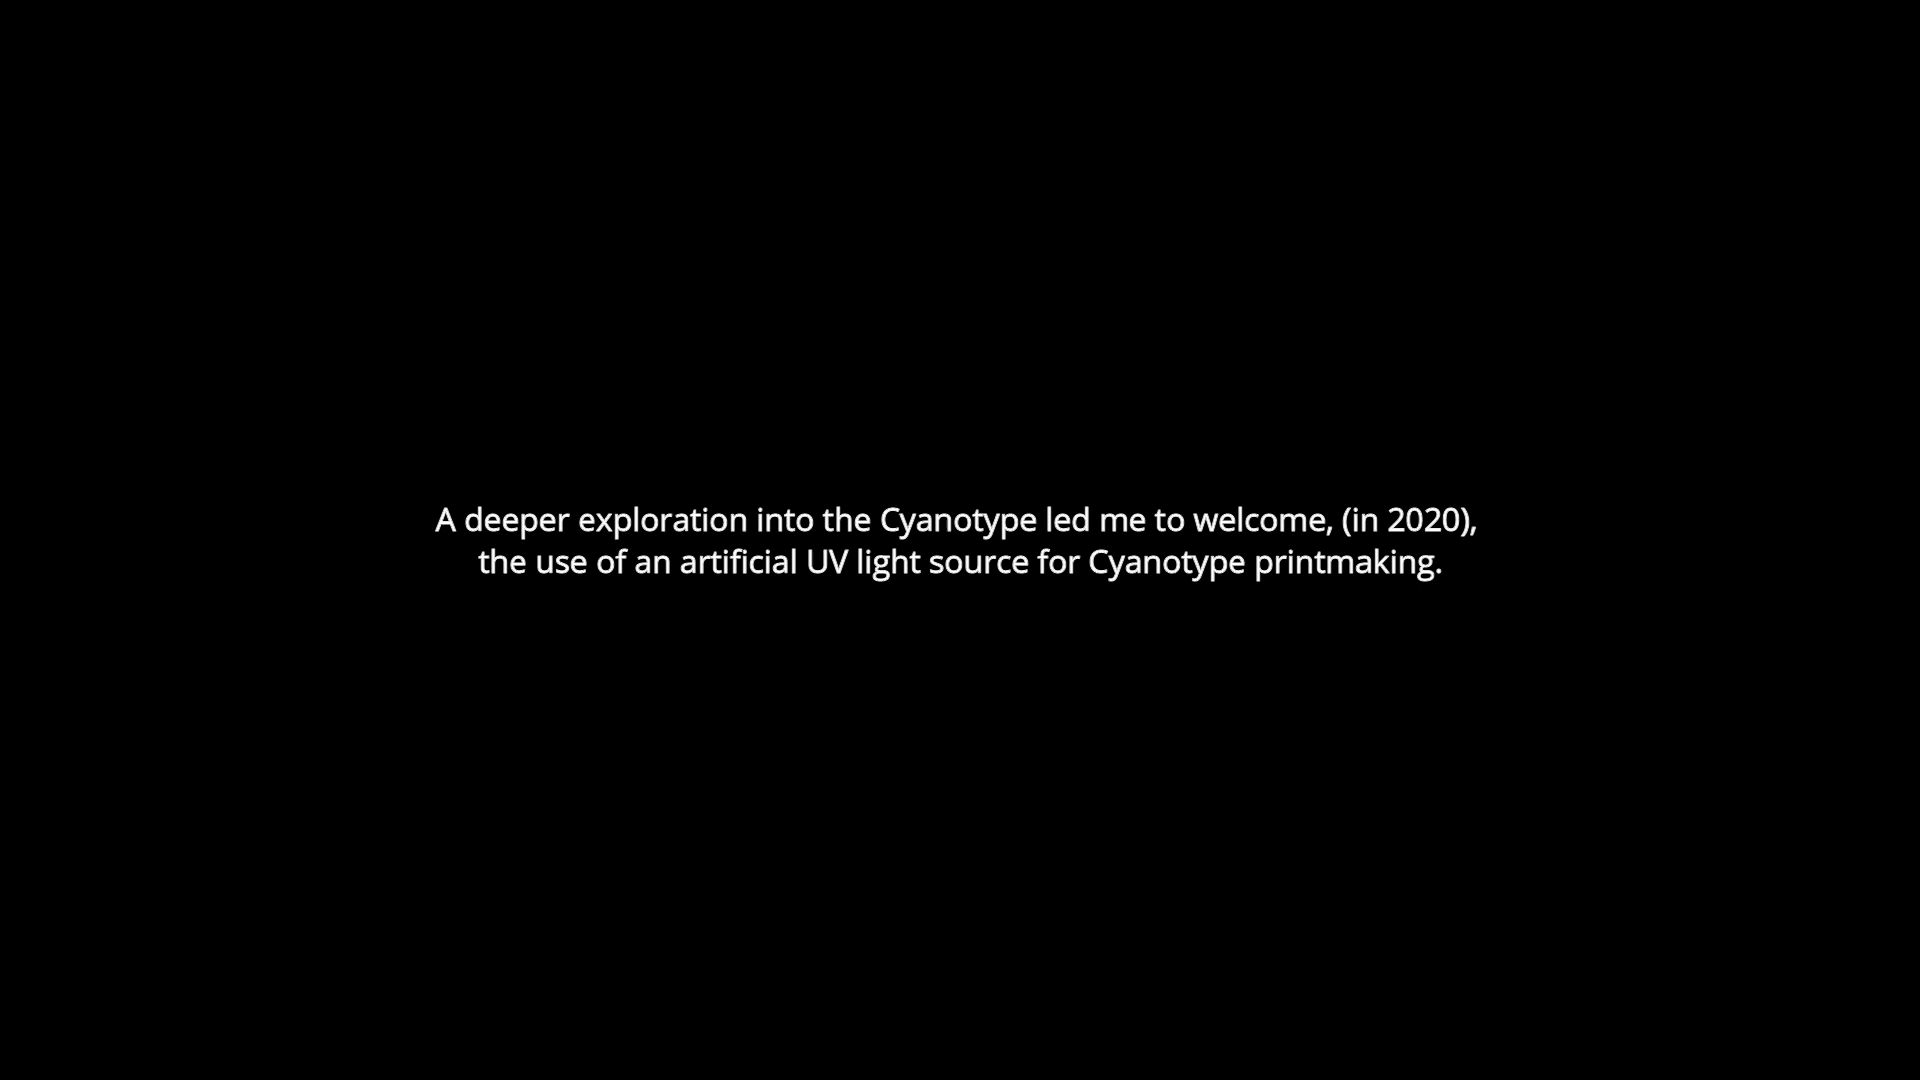 A deeper exploration into the Cyanotype led me to welcome, (in 2020),
the use of an artificial UV light source for Cyanotype printmaking.